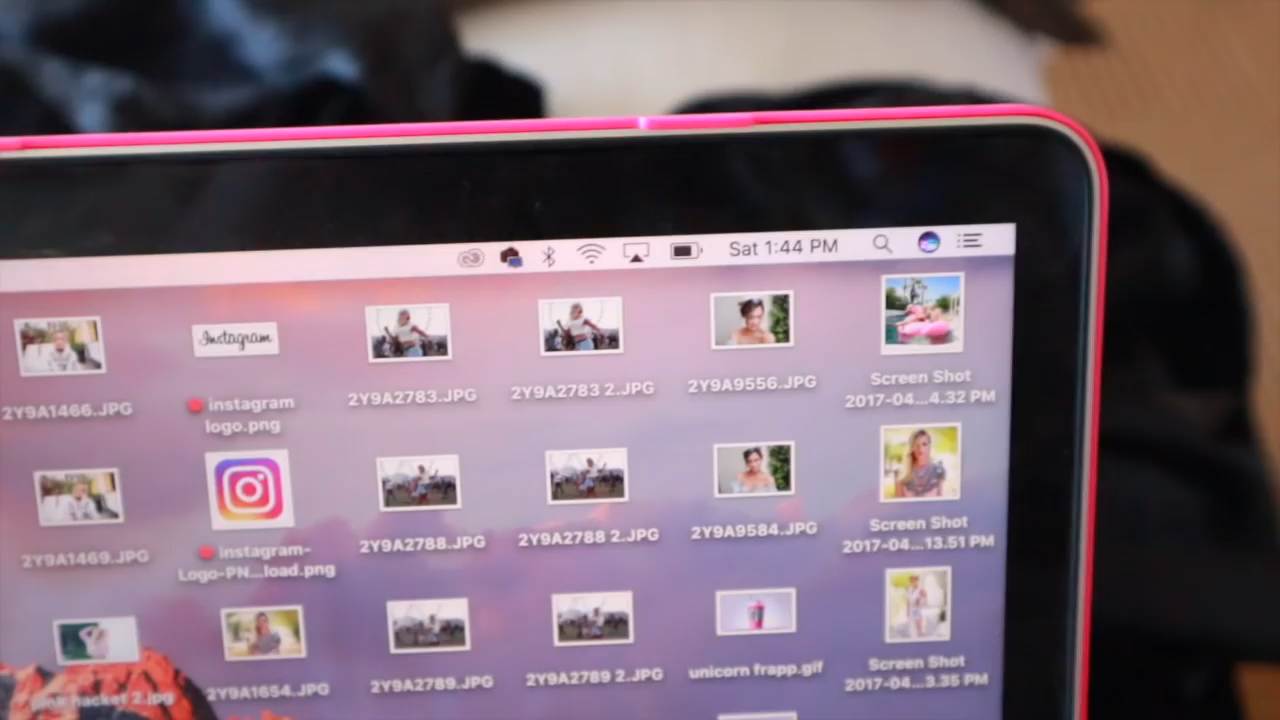 Sat 1:44 PM
2Y9A1466.JPG
Instagram
instagram
logo.png
2Y9A2783.JPG
2Y9A2783 2.JPG
2Y9A9556.JPG
Screen Shot
2017-04...4.32 PM
2Y9A1469.JPG
instagram-
Logo-PN...load.png
2Y9A2788.JPG
2Y9A2788 2.JPG
2Y9A9584.JPG
Screen Shot
2017-04...13.51 PM
2.jpg
2Y9A1654.JPG
2Y9A2789.JPG
2Y9A2789 2.JPG
unicorn frapp.gif
Screen Shot
2017-04...3.35 PM